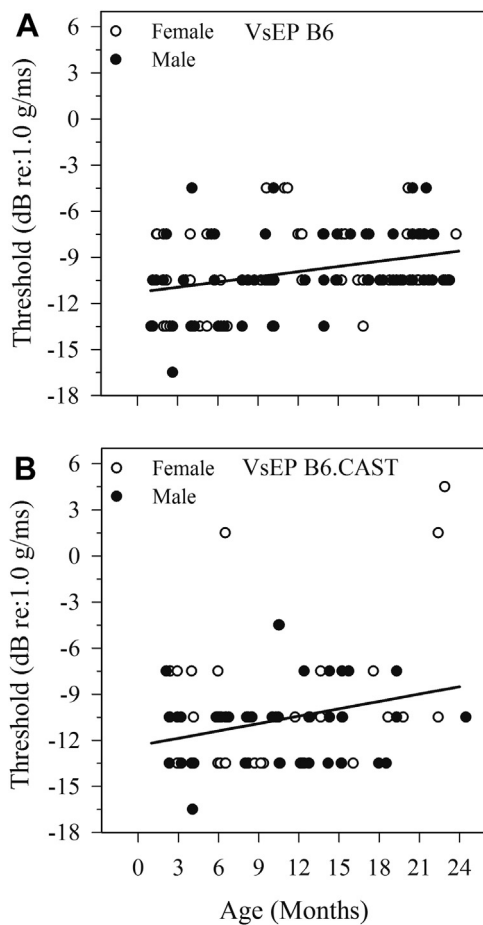 A
Female VsEP B6
Male
6
3
0
-3
-6
-9
-12
-15
-18
Threshold (dB re:1.0 g/ms)
B
Female VsEP B6.CAST
Male
6
3
0
-3
-6
-9
-12
-15
-18
Threshold (dB re:1.0 g/ms)
0 3 6 9 12 15 18 21 24
Age (Months)